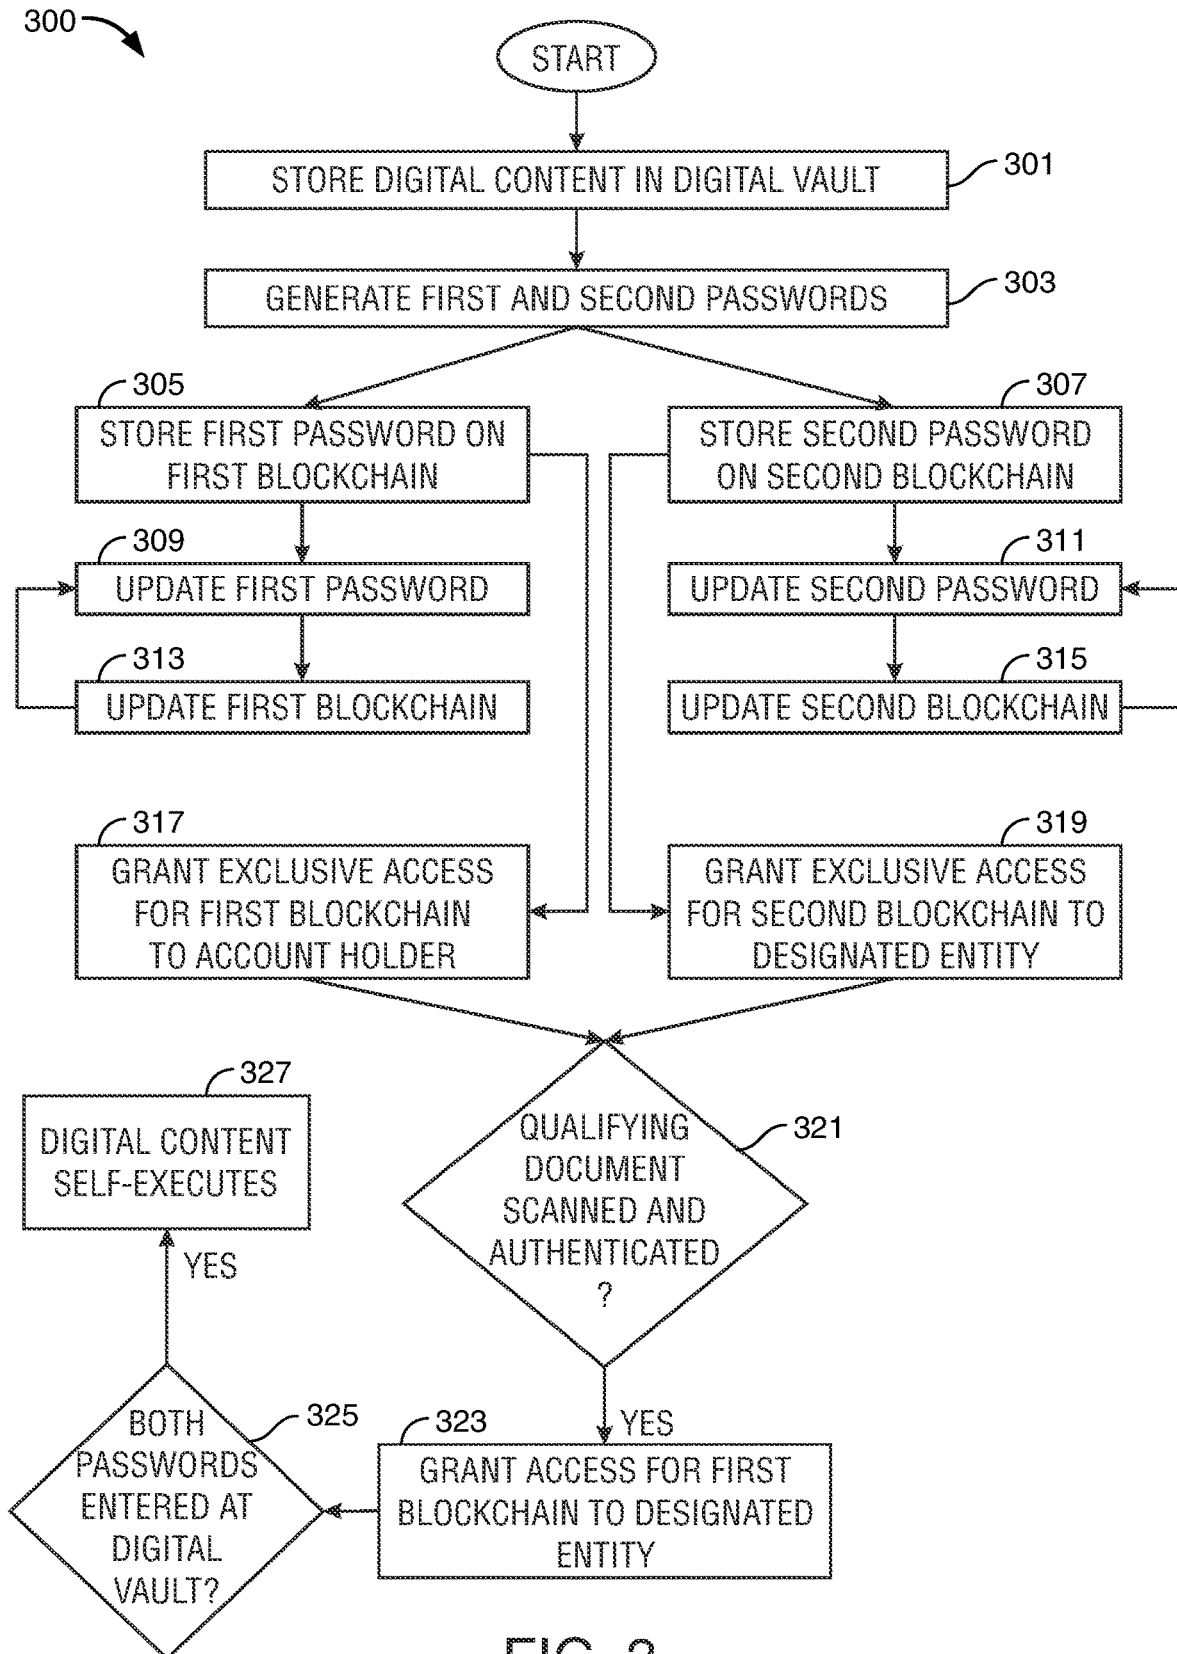 300
START
STORE DIGITAL CONTENT IN DIGITAL VAULT
301
GENERATE FIRST AND SECOND PASSWORDS
303
305
STORE FIRST PASSWORD ON
FIRST BLOCKCHAIN
307
STORE SECOND PASSWORD
ON SECOND BLOCKCHAIN
309
UPDATE FIRST PASSWORD
311
UPDATE SECOND PASSWORD
313
UPDATE FIRST BLOCKCHAIN
315
UPDATE SECOND BLOCKCHAIN
317
GRANT EXCLUSIVE ACCESS
FOR FIRST BLOCKCHAIN
TO ACCOUNT HOLDER
319
GRANT EXCLUSIVE ACCESS
FOR SECOND BLOCKCHAIN TO
DESIGNATED ENTITY
321
QUALIFYING
DOCUMENT
SCANNED AND
AUTHENTICATED
?
YES
323
GRANT ACCESS FOR FIRST
BLOCKCHAIN TO DESIGNATED
ENTITY
325
BOTH
PASSWORDS
ENTERED AT
DIGITAL
VAULT?
YES
327
DIGITAL CONTENT
SELF-EXECUTES
FIG.